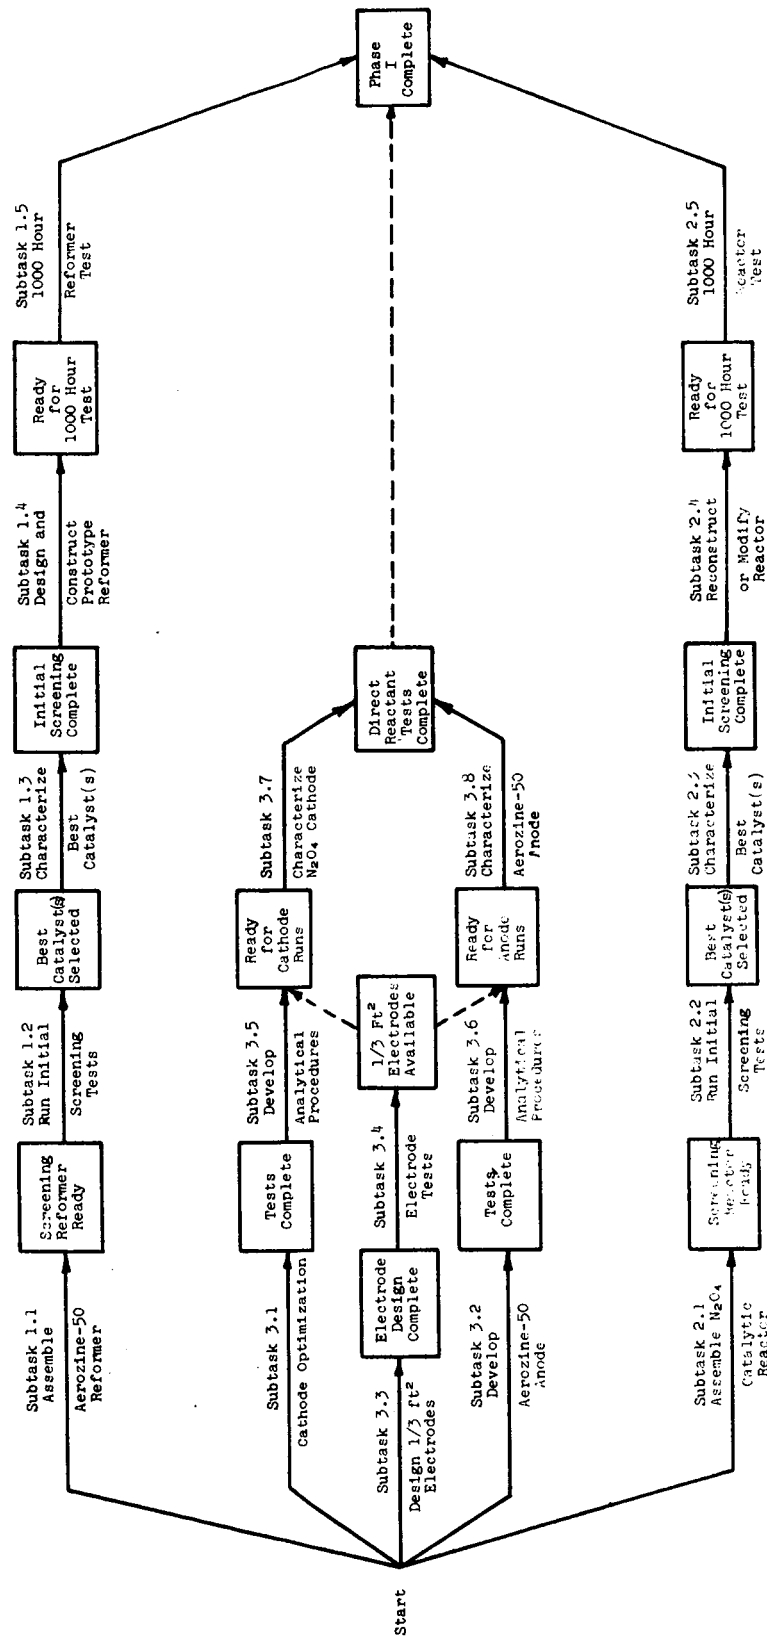 Start
Subtask 1.1
Assemble
Aerozine-50
Reformer
Screening
Reformer
Ready
Subtask 1.2
Run Initial
Screening
Tests
Best
Catalyst(s)
Selected
Subtask 1.3
Characterize
Best
Catalyst(s)
Initial
Screening
Complete
Subtask 1.4
Design and
Construct
Prototype
Reformer
Ready
for
1000 Hour
Test
Subtask 1.5
1000 Hour
Reformer
Test
Phase
I
Complete
Subtask 3.1
Cathode Optimization
Tests
Complete
Subtask 3.5
Develop
Analytical
Procedures
Ready
for
Cathode
Runs
Subtask 3.7
Characterize
N₂O₄ Cathode
Direct
Reactant
Tests
Complete
Subtask 3.3
Design 1/3 ft²
Electrodes
Electrode
Design
Complete
Subtask 3.4
Electrode
Tests
1/3 Ft²
Electrodes
Available
Subtask 3.2
Develop
Aerozine-50
Anode
Tests
Complete
Subtask 3.6
Develop
Analytical
Procedures
Ready
for
Anode
Runs
Subtask 3.8
Characterize
Aerozine-50
Anode
Subtask 2.1
Assemble N₂O₄
Catalytic
Reactor
Screening
Reactor
Ready
Subtask 2.2
Run Initial
Screening
Tests
Best
Catalyst(s)
Selected
Subtask 2.3
Characterize
Best
Catalyst(s)
Initial
Screening
Complete
Subtask 2.4
Reconstruct
or Modify
Reactor
Ready
for
1000 Hour
Test
Subtask 2.5
1000 Hour
Reactor
Test